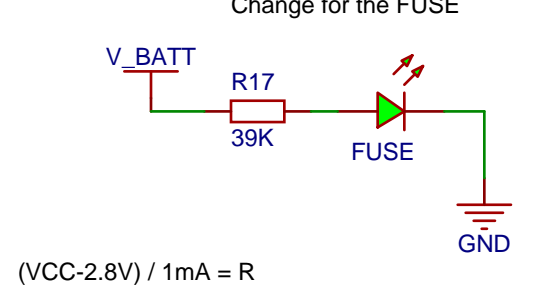 Change for the FUSE
V_BATT
R17
39K
FUSE
GND
(VCC-2.8V) / 1mA = R